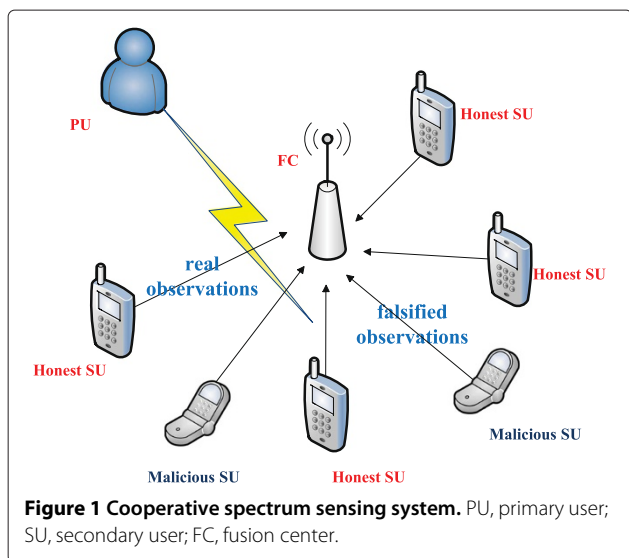 PU
FC
Honest SU
real
observations
Honest SU
falsified
observations
Honest SU
Malicious SU
Malicious SU
Honest SU
Figure 1 Cooperative spectrum sensing system. PU, primary user;
SU, secondary user; FC, fusion center.